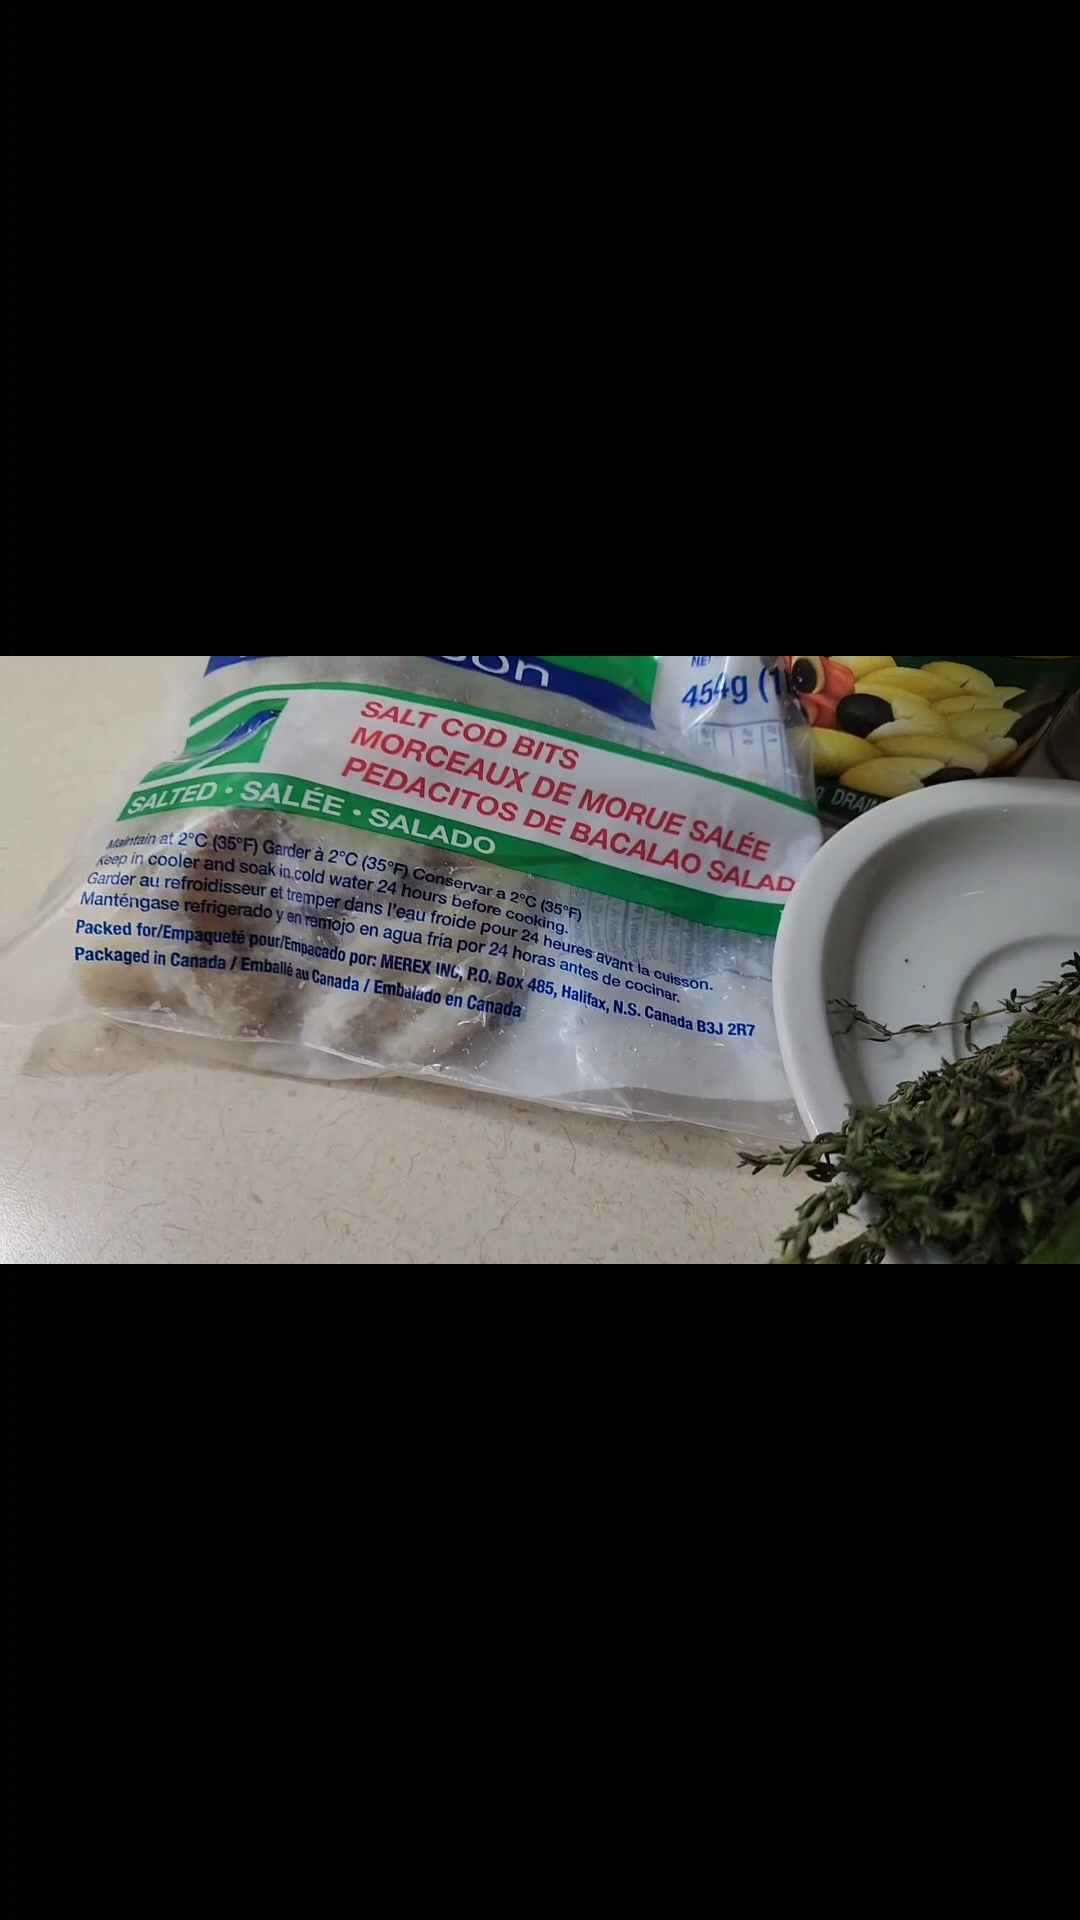 454g
SALT COD BITS
MORCEAUX DE MORUE SALÉE
PEDACITOS DE BACALAO SALAD
SALTED • SALÉE • SALADO
Maintain at 2°C (35°F) Garder à 2°C (35°F) Conservar a 2°C (35°F)
Keep in cooler and soak in cold water 24 hours before cooking.
Garder au refroidisseur et tremper dans l'eau froide pour 24 heures avant la cuisson.
Manténgase refrigerado y en remojo en agua fría por 24 horas antes de cocinar.
Packed for/Empaqueté pour/Empacado por: MEREX INC, P.O. Box 485, Halifax, N.S. Canada B3J 2R7
Packaged in Canada / Emballé au Canada / Embalado en Canada